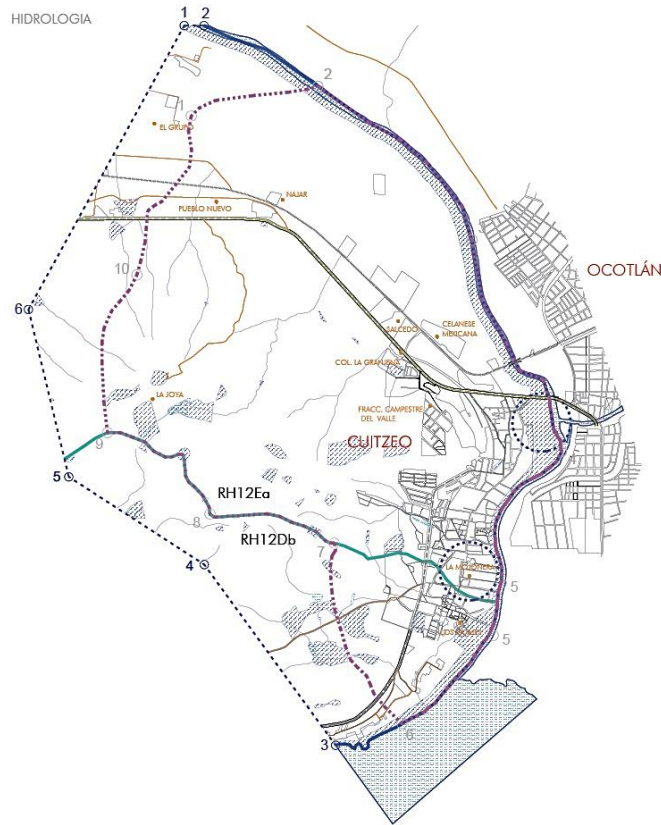 HIDROLOGIA
1
2
2
1
EL GRUPO
NAJAR
PUEBLO NUEVO
OCOTLÁN
10
6
SALCEDO
CELANESE
MEXICANA
COL. LA GRANJENA
LA JOYA
FRACC. CAMPESTRE
DEL VALLE
CUITZEO
9
5
RH12Ea
8
RH12Db
7
4
5
5
6
3